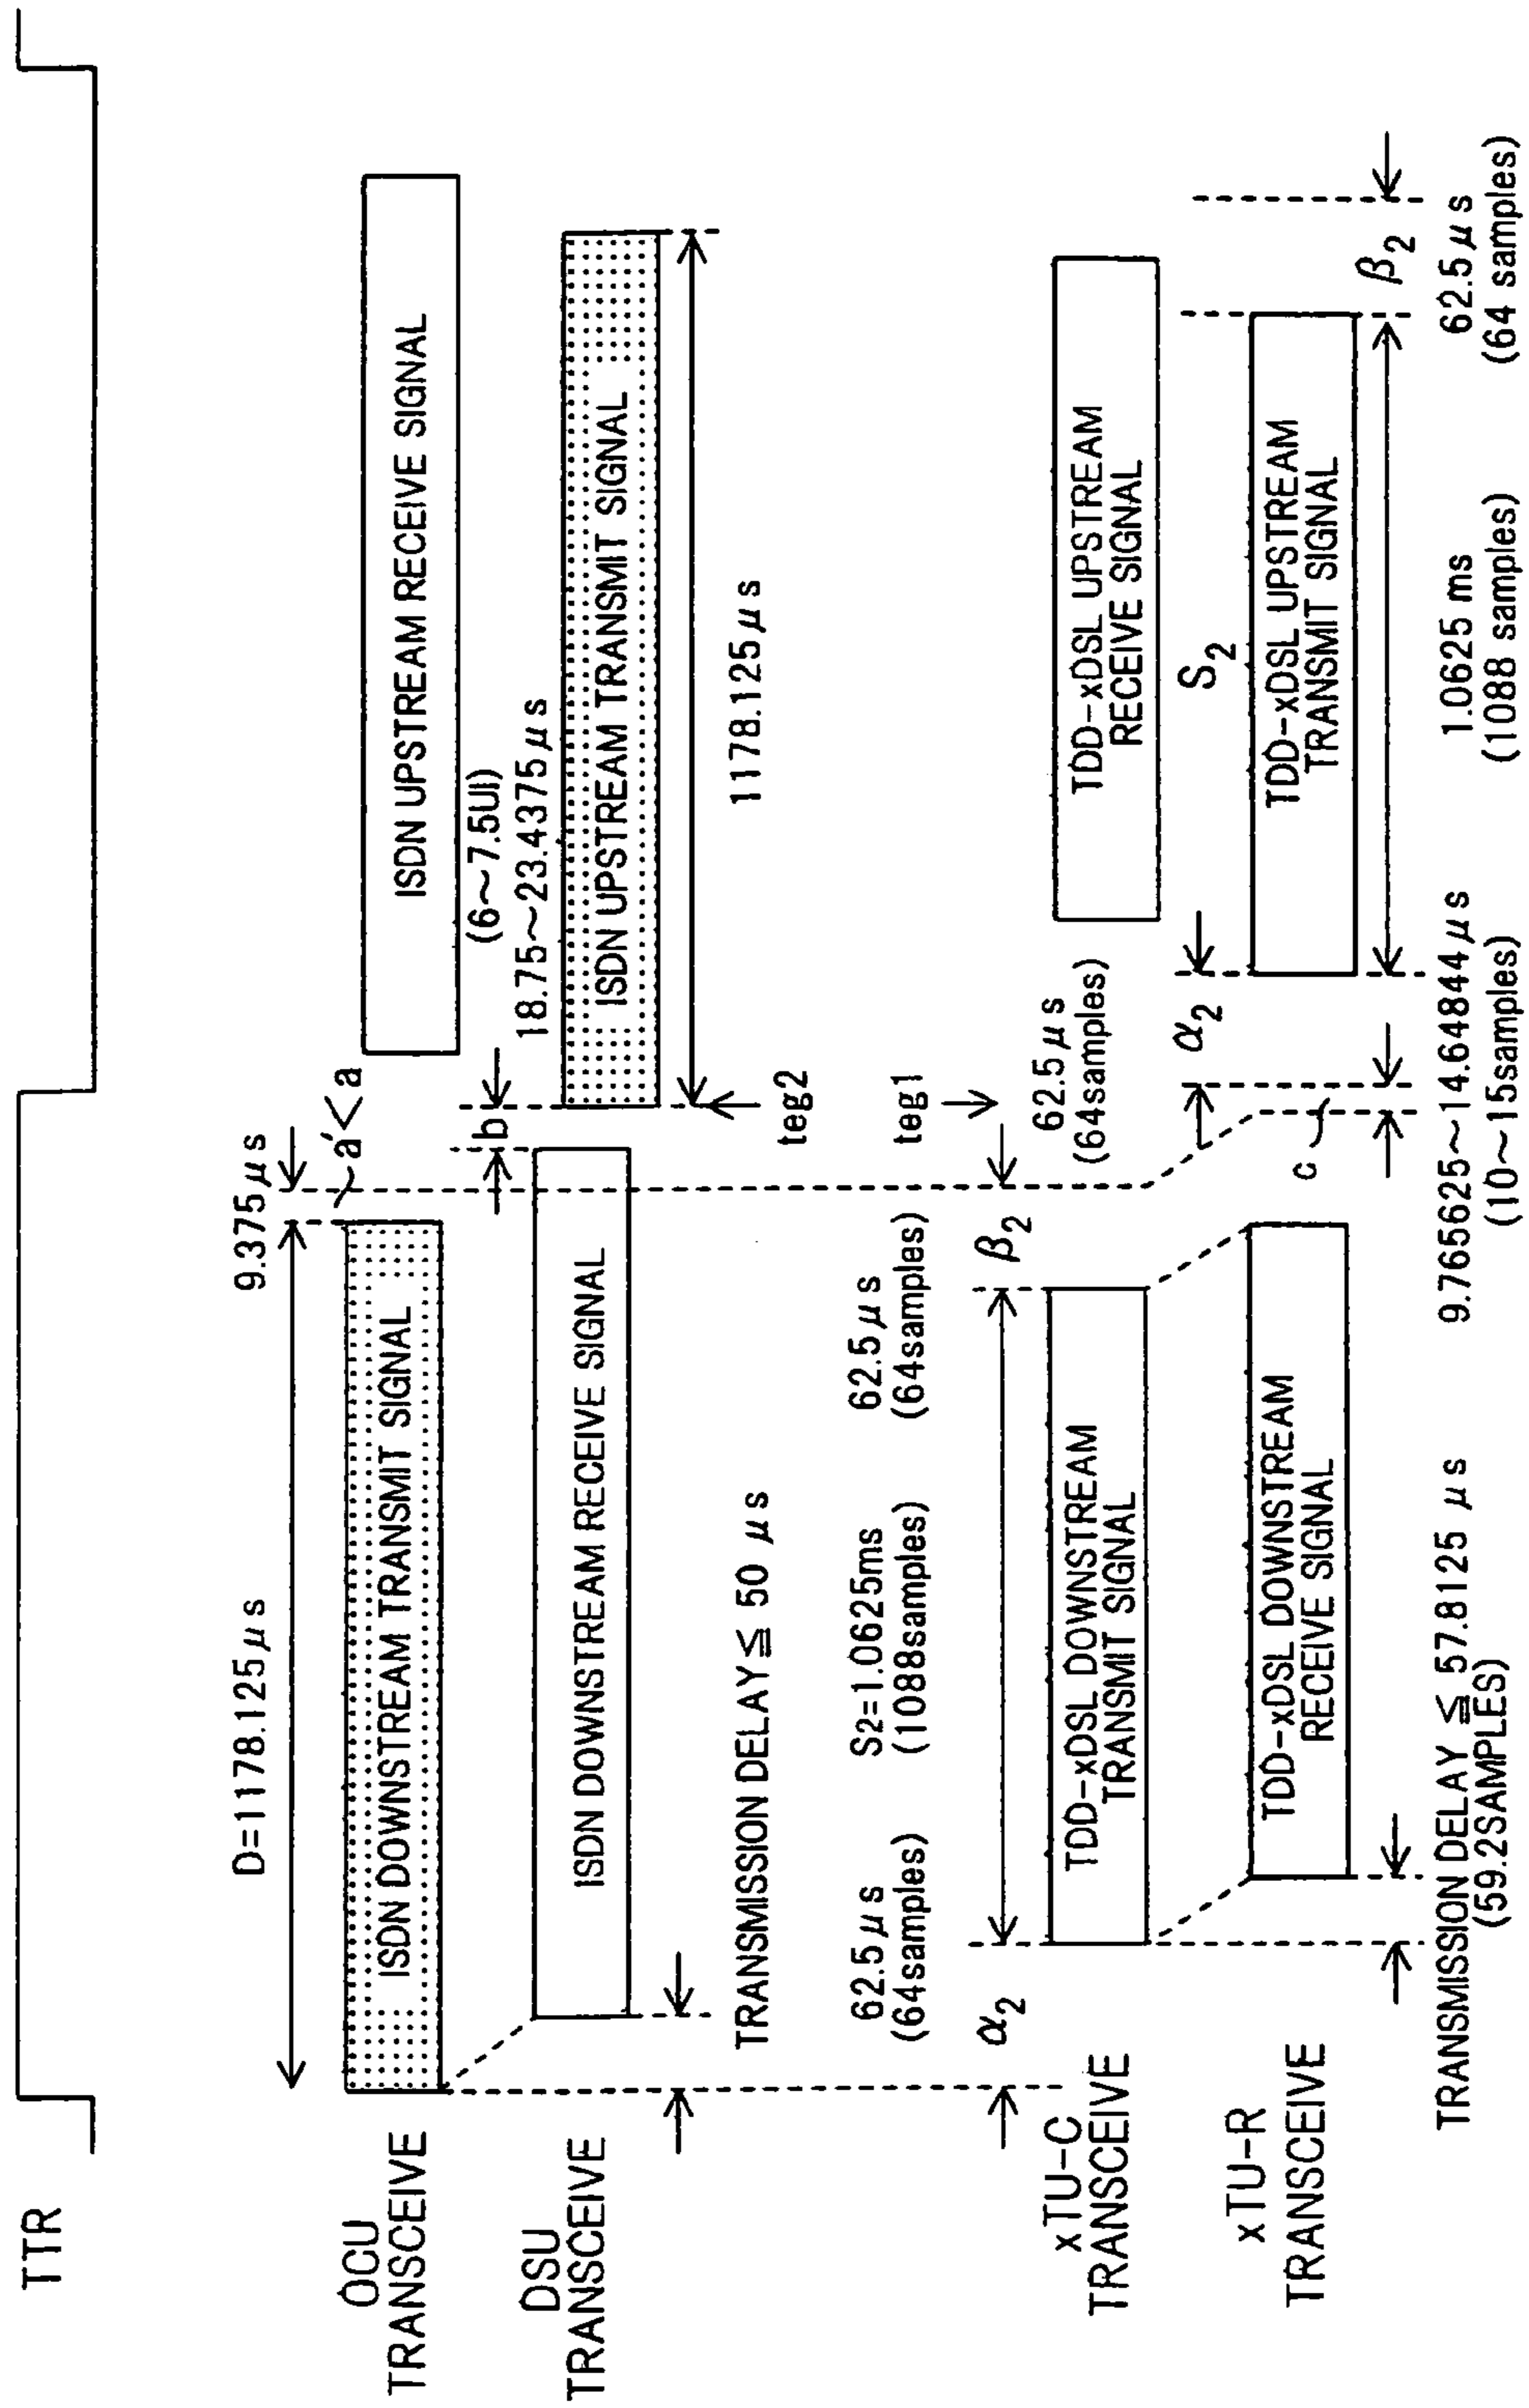 TTR
D=1178.125μs
9.375μs
a'<a
OCU
TRANSCEIVE
ISDN DOWNSTREAM TRANSMIT SIGNAL
ISDN UPSTREAM RECEIVE SIGNAL
(6~7.5UI)
18.75~23.4375μs
b
DSU
TRANSCEIVE
ISDN DOWNSTREAM RECEIVE SIGNAL
ISDN UPSTREAM TRANSMIT SIGNAL
1178.125μs
TRANSMISSION DELAY≦ 50 μs
teg2
teg1
62.5μs
(64samples)
S2=1.0625ms
(1088samples)
62.5μs
(64samples)
α2
β2
62.5μs
(64samples)
xTU-C
TRANSCEIVE
TDD-xDSL DOWNSTREAM
TRANSMIT SIGNAL
TDD-xDSL UPSTREAM
RECEIVE SIGNAL
α2
S2
xTU-R
TRANSCEIVE
TDD-xDSL DOWNSTREAM
RECEIVE SIGNAL
c
TDD-xDSL UPSTREAM
TRANSMIT SIGNAL
β2
TRANSMISSION DELAY ≦ 57.8125 μs
(59.2SAMPLES)
9.765625~14.64844μs
(10~15samples)
1.0625 ms
(1088 samples)
62.5μs
(64 samples)